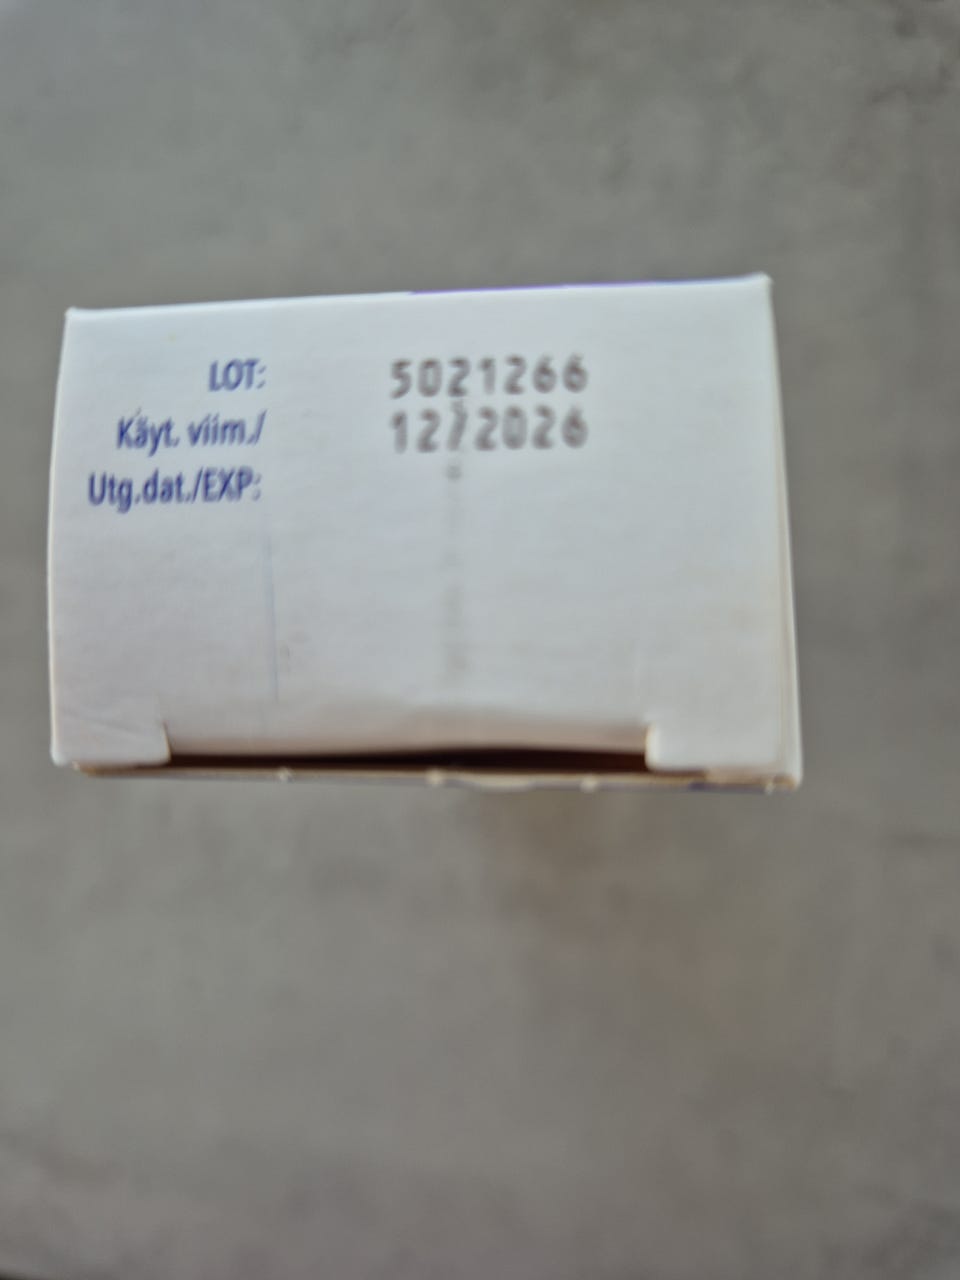 LOT: 5021266
Käyt. viim./ 12/2026
Utg.dat./EXP: